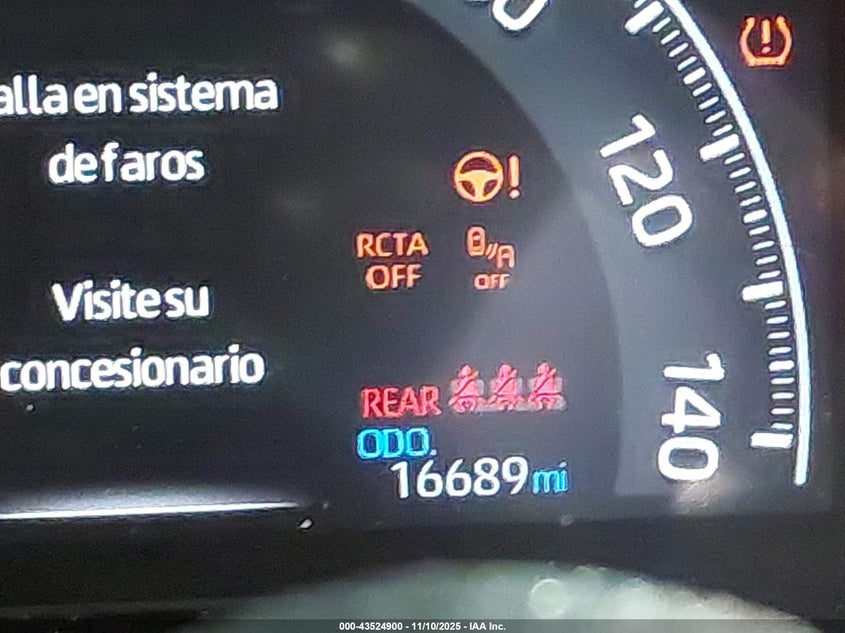 alla en sistema
de faros
Visite su
concesionario
120
140
RCTA
OFF
OFF
REAR
ODO.
16689 mi
000-43524900 - 11/10/2025 - IAA Inc.